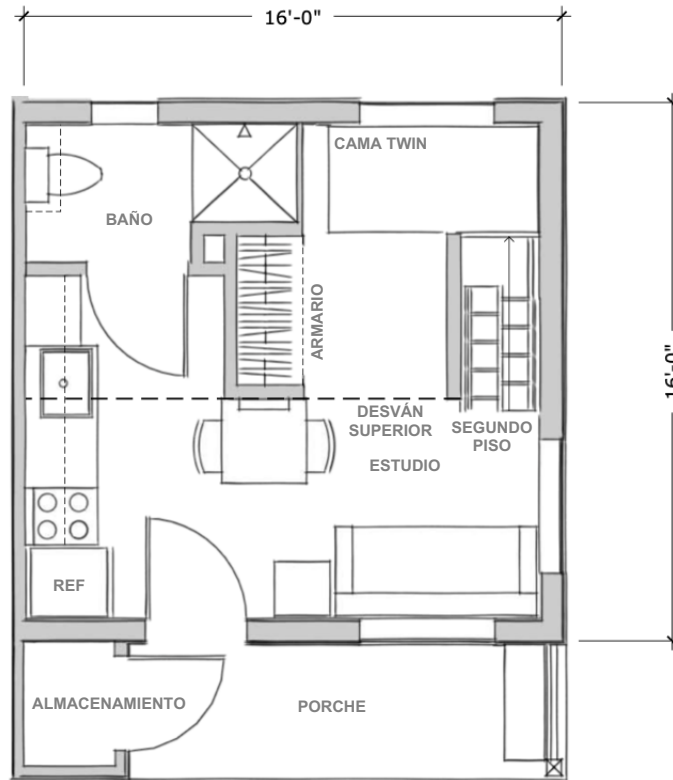 16'-0"
CAMA TWIN
BAÑO
ARMARIO
16'-0"
DESVÁN
SUPERIOR
SEGUNDO
PISO
ESTUDIO
REF
ALMACENAMIENTO
PORCHE